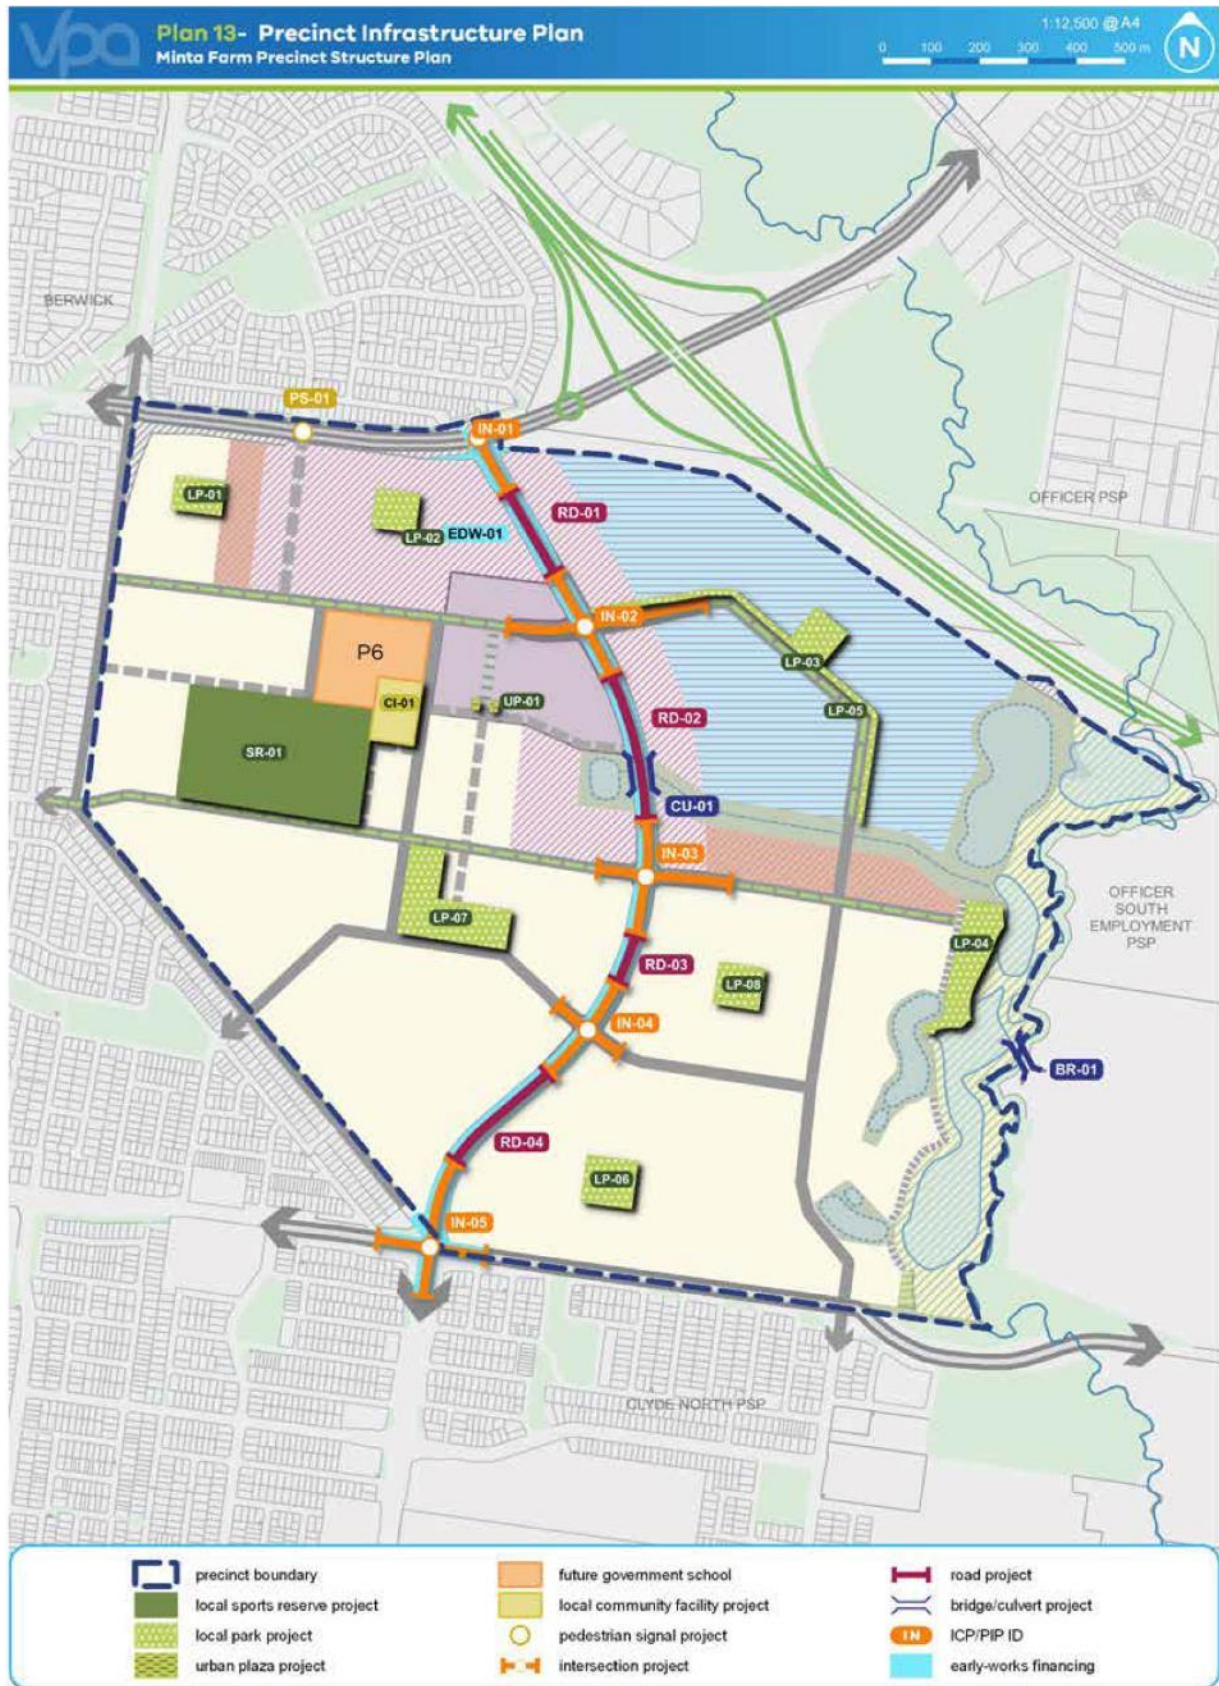 vpa
Plan 13- Precinct Infrastructure Plan
Minta Farm Precinct Structure Plan
1:12,500 @ A4
0 100 200 300 400 500 m
N
BERWICK
PS-01
IN-01
OFFICER PSP
LP-01
RD-01
LP-02
EDW-01
IN-02
P6
LP-03
CI-01
UP-01
LP-05
RD-02
SR-01
CU-01
IN-03
OFFICER
SOUTH
EMPLOYMENT
PSP
LP-07
LP-04
RD-03
LP-08
IN-04
BR-01
RD-04
LP-06
IN-05
CLYDE NORTH PSP
precinct boundary
local sports reserve project
local park project
urban plaza project
future government school
local community facility project
pedestrian signal project
intersection project
road project
bridge/culvert project
IN ICP/PIP ID
early-works financing